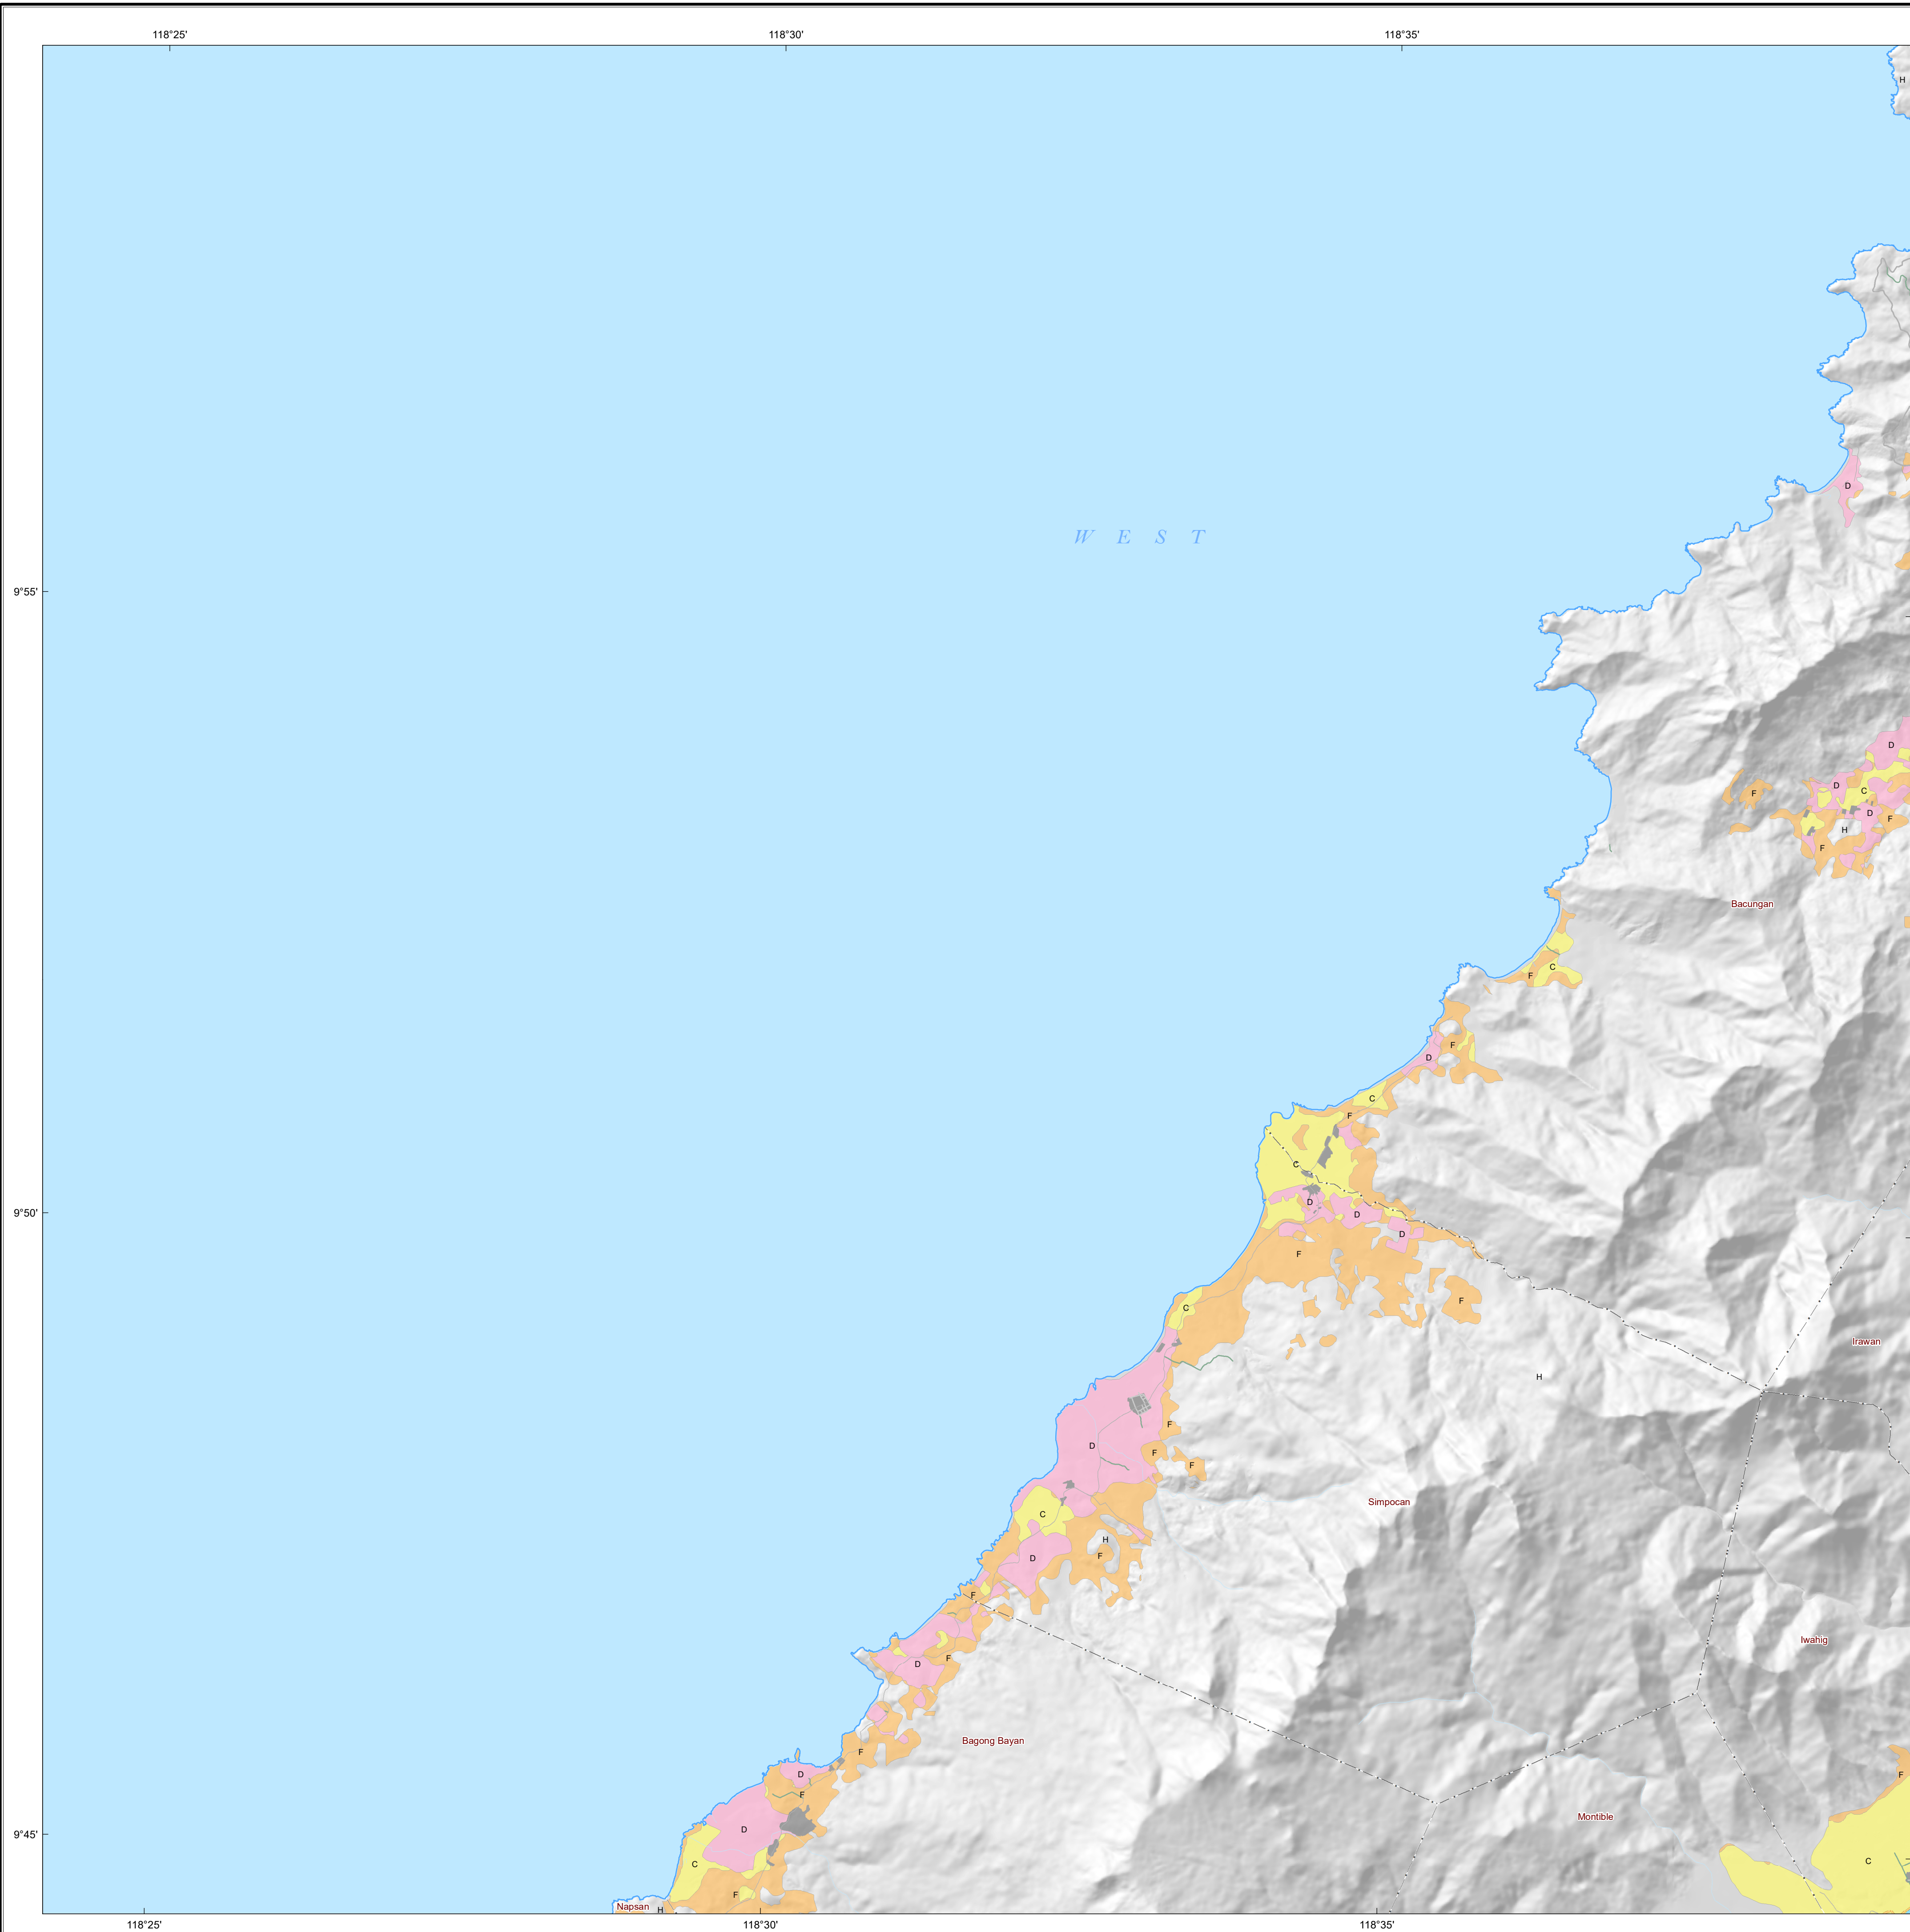 118°25' 118°30' 118°35'
H
D
W E S T
9°55'
D
D C
F
D F
H
F
Bacungan
C
F
F
D
C
F
C
D
9°50' D
D
F
F
C
Irawan
H
F
D
F
F
Simpocan
C
H
F
D
F
Iwahig
F
D
Bagong Bayan
F
D F
F
Montible
D
9°45'
C C
F
Napsan H
118°25' 118°30' 118°35'